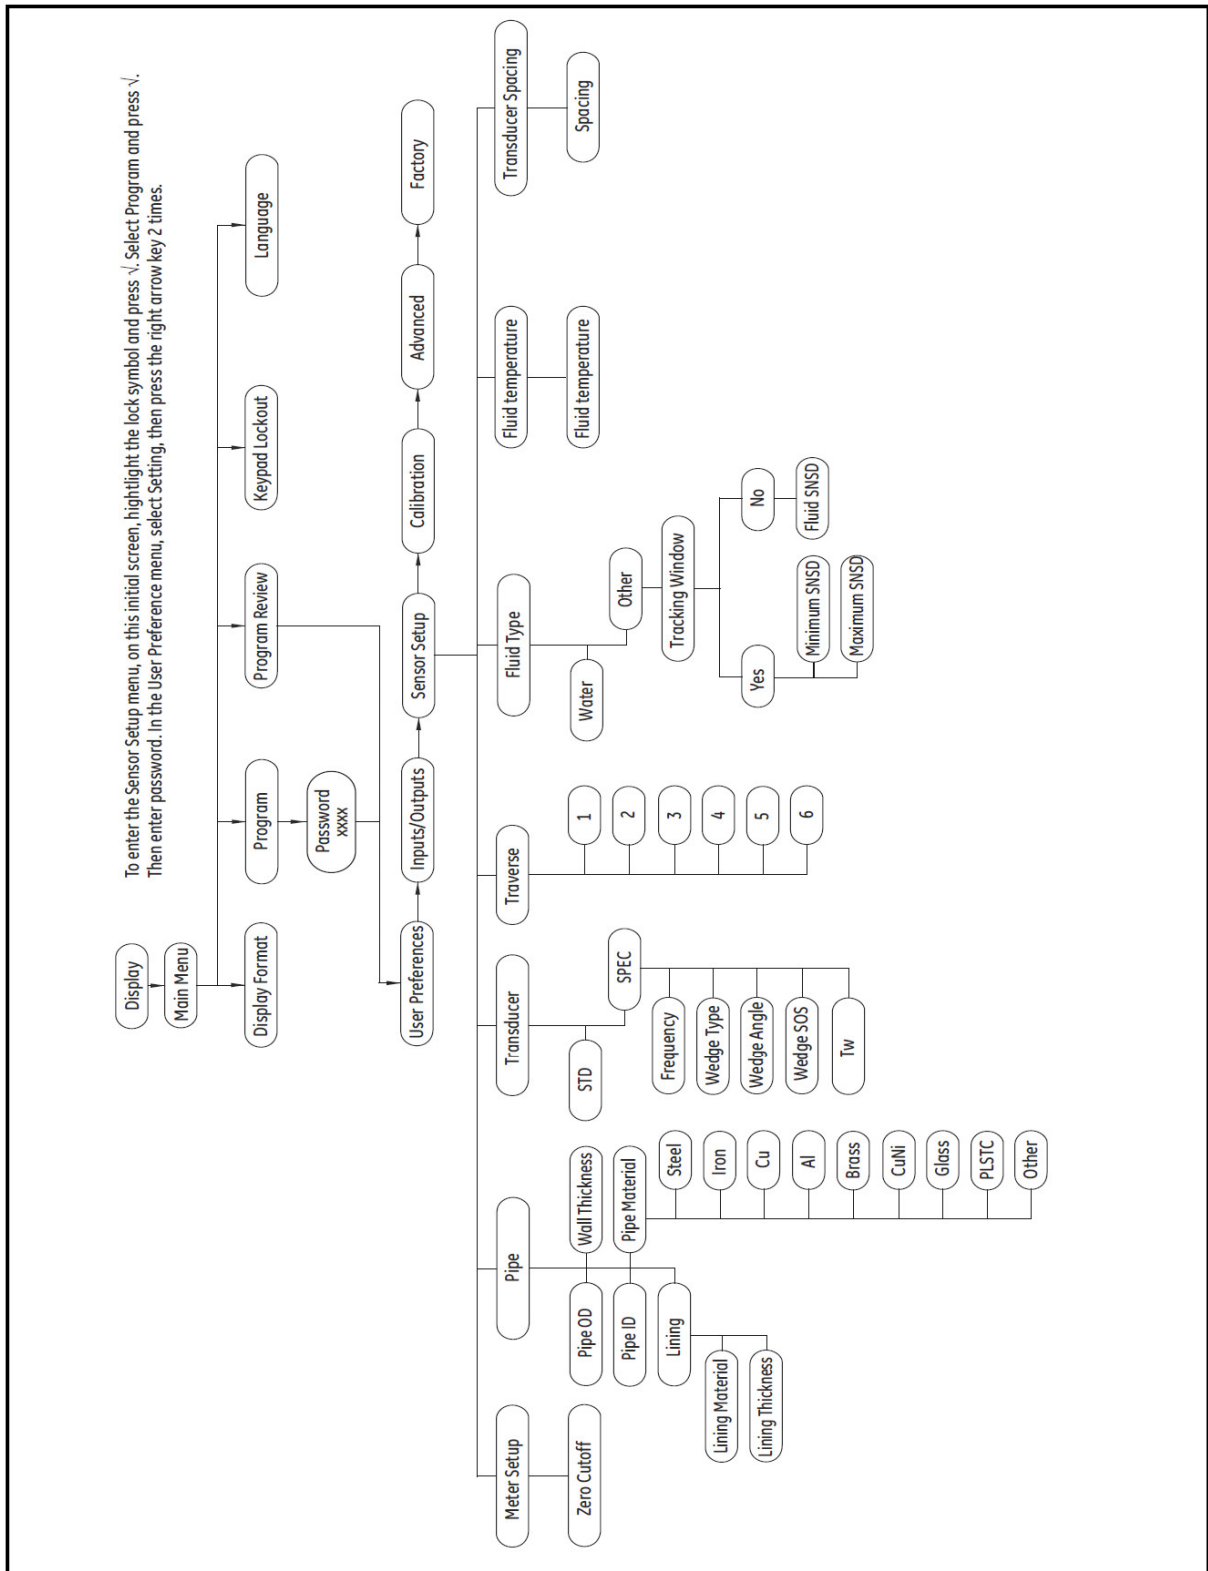 To enter the Sensor Setup menu, on this initial screen, hightlight the lock symbol and press √. Select Program and press √.
Then enter password. In the User Preference menu, select Setting, then press the right arrow key 2 times.
Display
Main Menu
Display Format
Program
Program Review
Keypad Lockout
Language
Password
xxxx
User Preferences
Inputs/Outputs
Sensor Setup
Calibration
Advanced
Factory
Meter Setup
Pipe
Transducer
Traverse
Fluid Type
Fluid temperature
Transducer Spacing
Zero Cutoff
Pipe OD
Wall Thickness
Pipe ID
Pipe Material
Lining
Lining Material
Lining Thickness
Steel
Iron
Cu
Al
Brass
CuNi
Glass
PLSTC
Other
STD
SPEC
Frequency
Wedge Type
Wedge Angle
Wedge SOS
Tw
1
2
3
4
5
6
Water
Other
Tracking Window
Yes
No
Minimum SNSD
Maximum SNSD
Fluid SNSD
Fluid temperature
Spacing